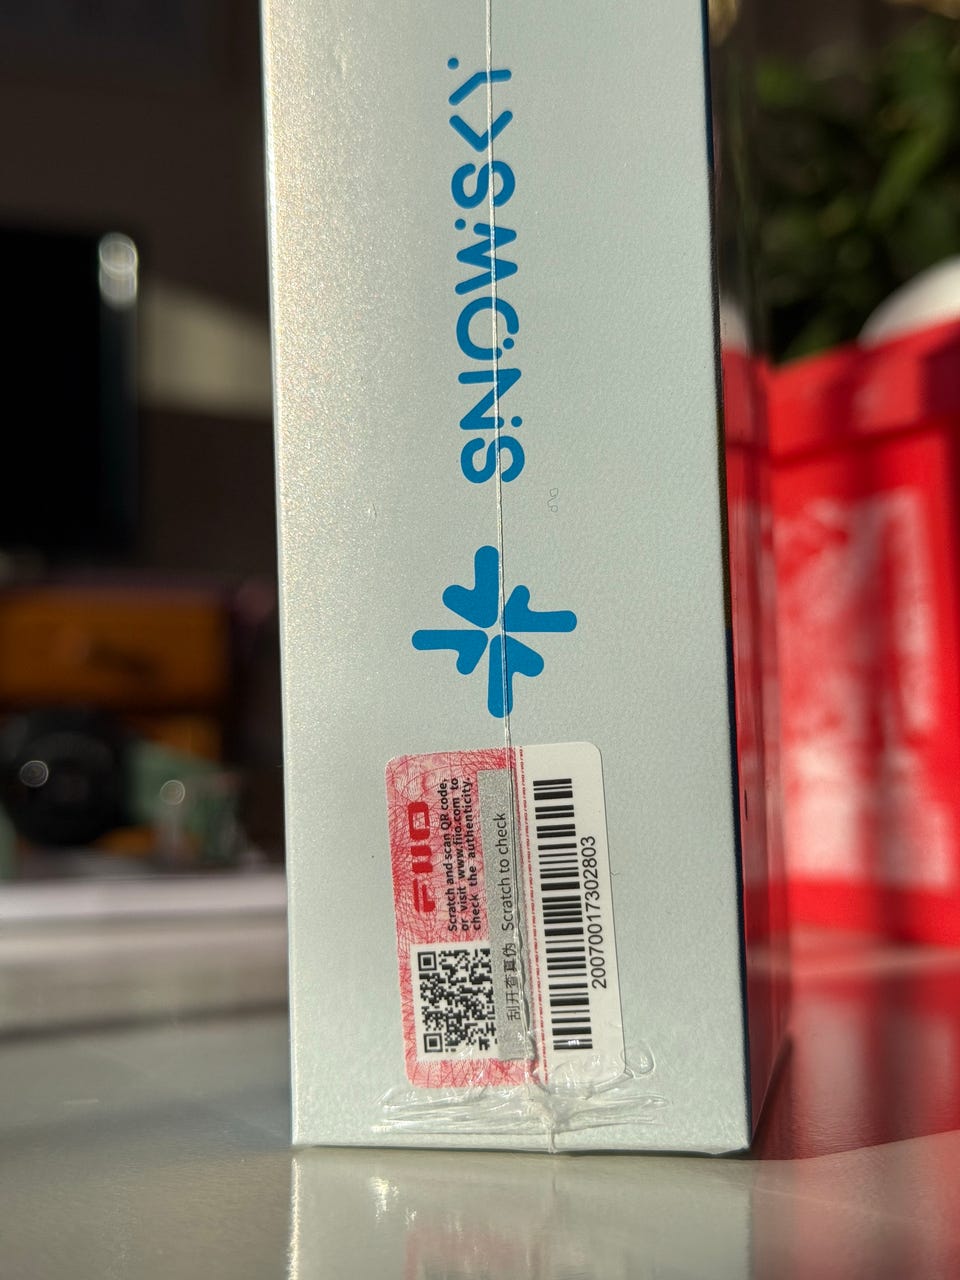 SNOWSKY
FIIO
Scratch and scan QR code,
or visit www.fiio.com to
check the authenticity.
刮开查真伪 Scratch to check
20070017302803